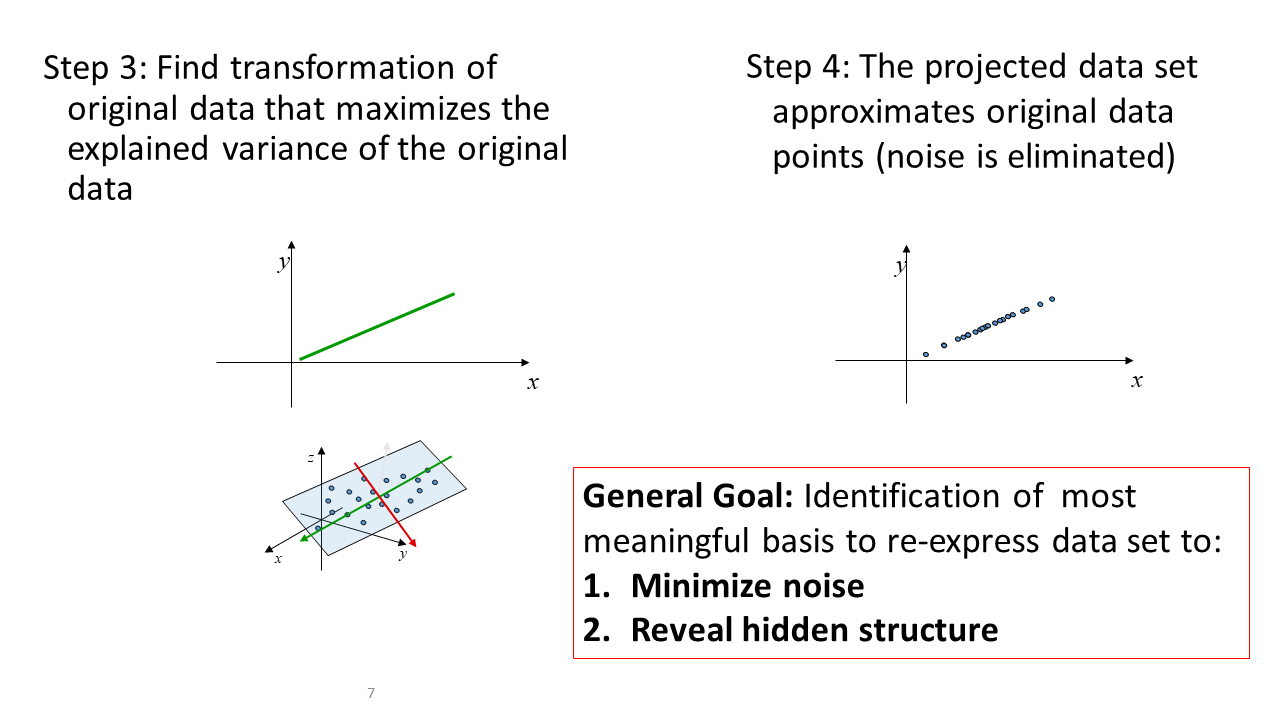 Step 3: Find transformation of
original data that maximizes the
explained variance of the original
data
Step 4: The projected data set
approximates original data
points (noise is eliminated)
y
x
y
x
z
x
y
General Goal: Identification of most
meaningful basis to re-express data set to:
1. Minimize noise
2. Reveal hidden structure
7